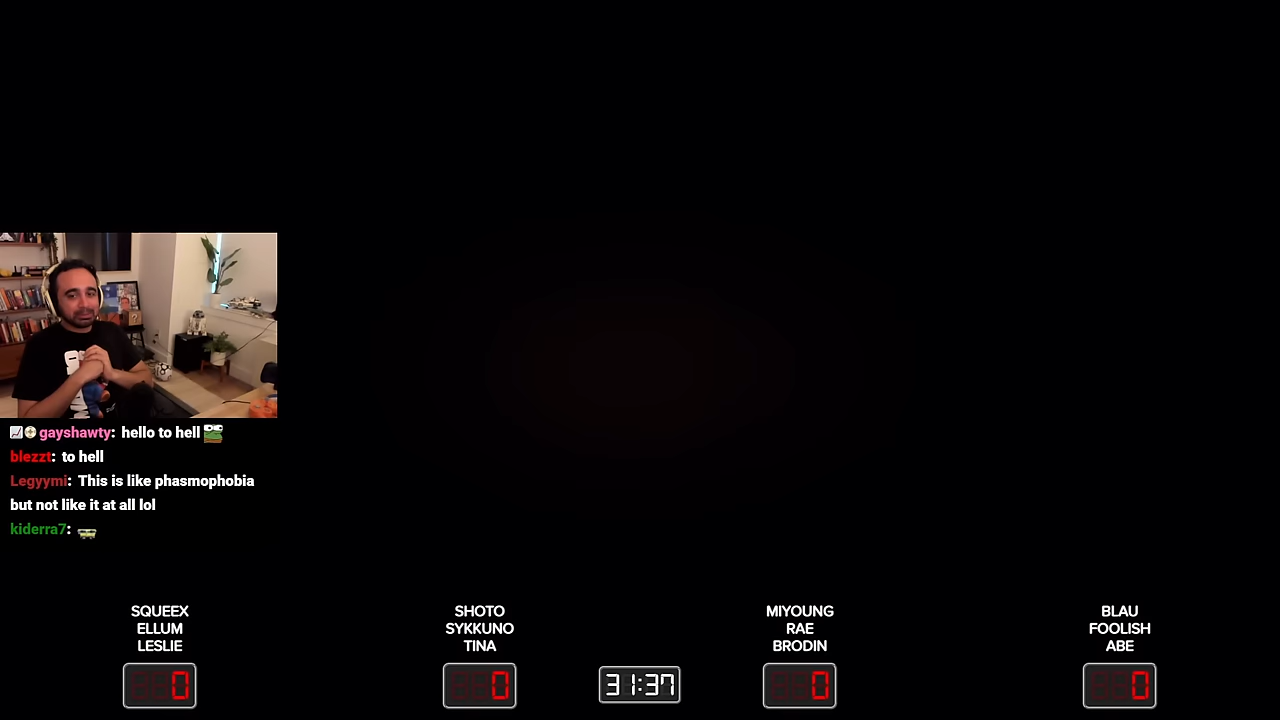 gayshawty: hello to hell
blezzt: to hell
Legyymi: This is like phasmophobia
but not like it at all lol
kiderra7:
SQUEEX
ELLUM
LESLIE
0
SHOTO
SYKKUNO
TINA
0
31:37
MIYOUNG
RAE
BRODIN
0
BLAU
FOOLISH
ABE
0